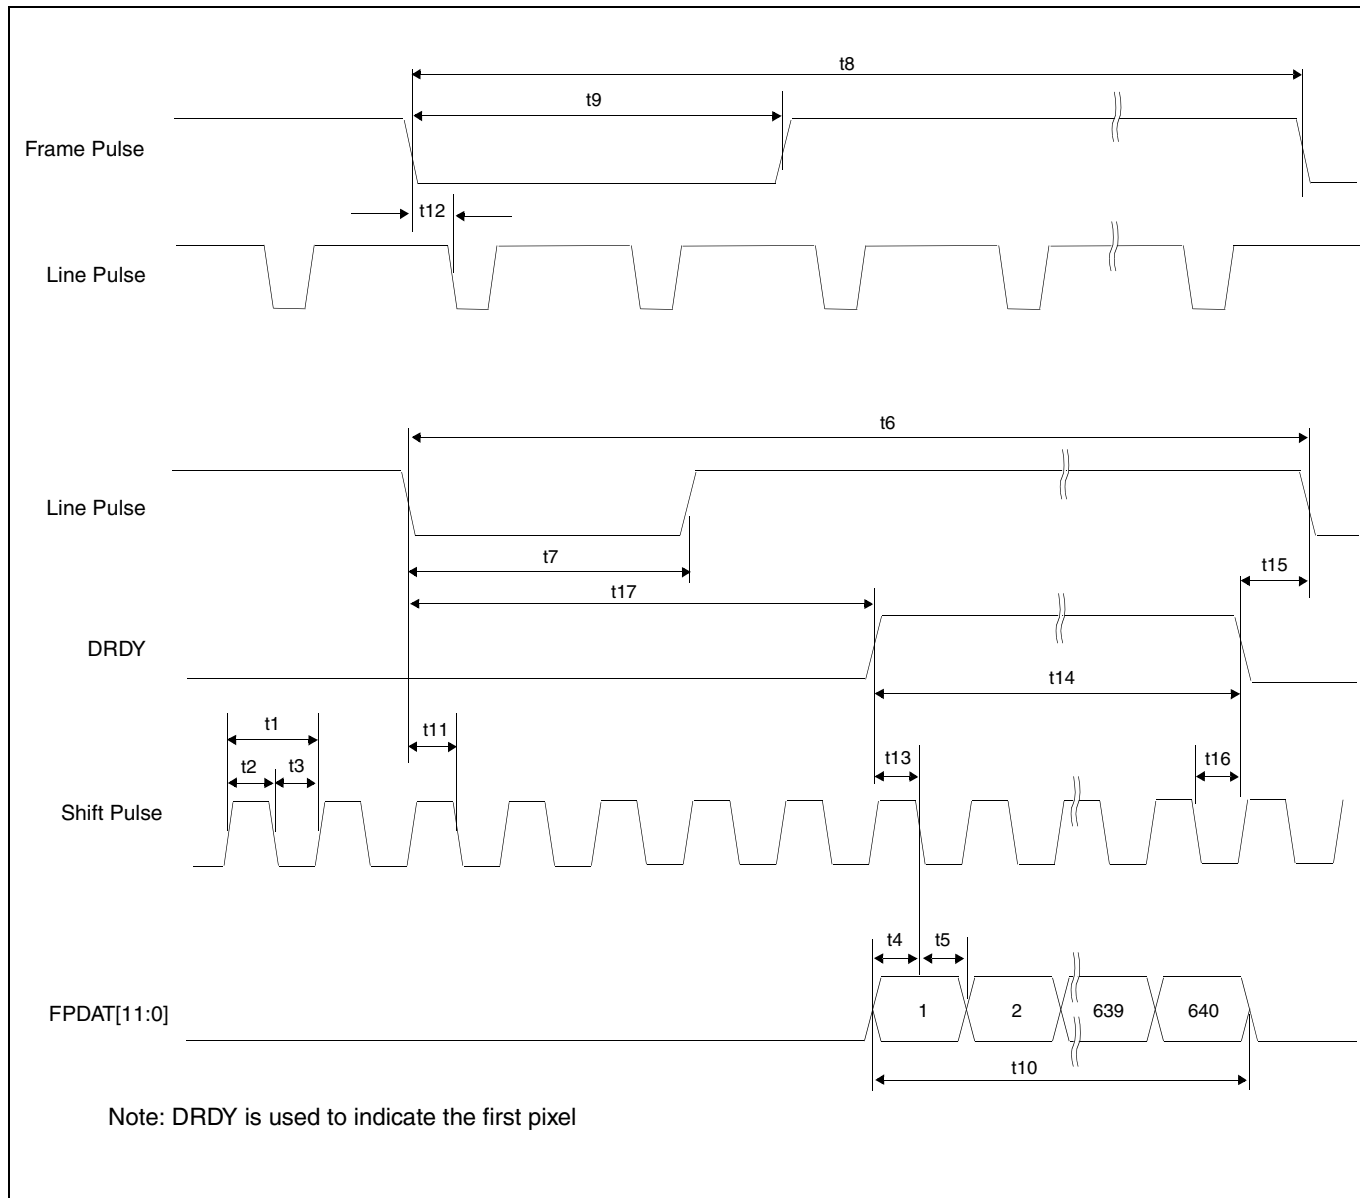 t8
t9
Frame Pulse
t12
Line Pulse
t6
Line Pulse
t7
t15
t17
DRDY
t14
t1
t11
t13
t16
t2
t3
Shift Pulse
t4
t5
FPDAT[11:0]
1
2
639
640
t10
Note: DRDY is used to indicate the first pixel